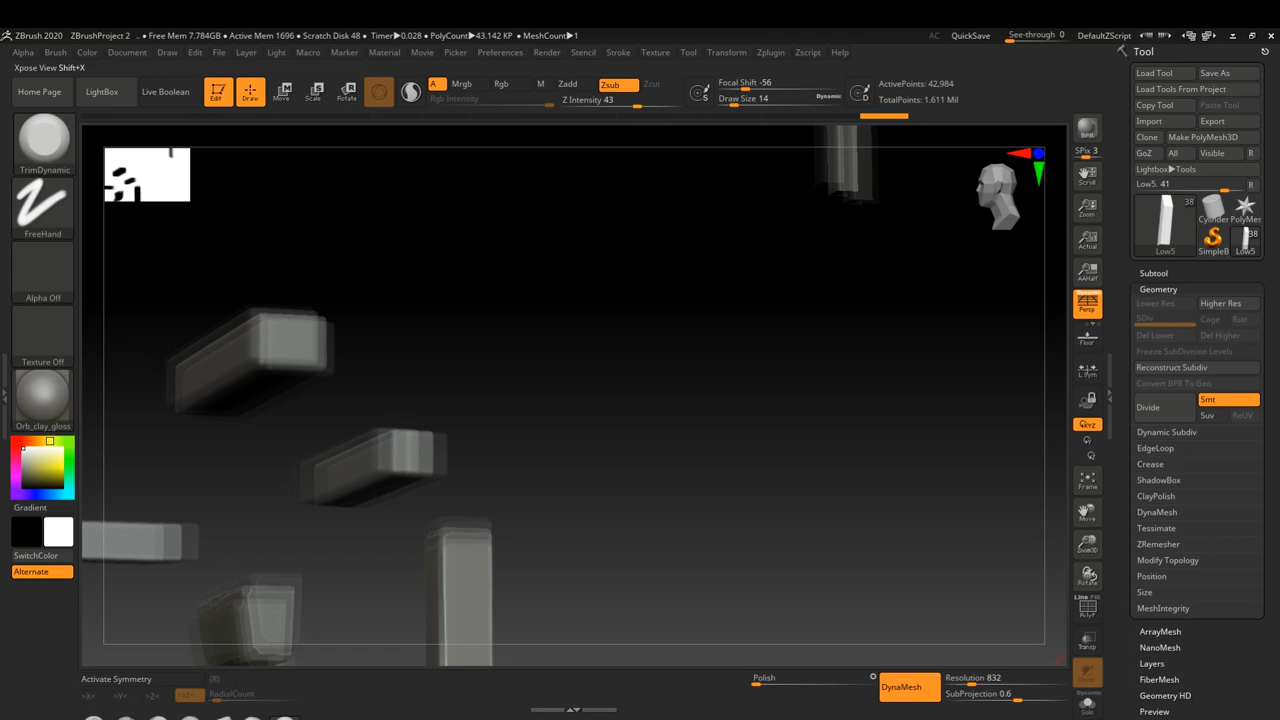 ZBrush 2020 ZBrushProject 2 .. • Free Mem 7.784GB • Active Mem 1696 • Scratch Disk 48 • Timer▶0.028 • PolyCount▶43.142 KP • MeshCount▶1 AC QuickSave See-through 0 Menus DefaultZScript
Alpha Brush Color Document Draw Edit File Layer Light Macro Marker Material Movie Picker Preferences Render Stencil Stroke Texture Tool Transform Zplugin Zscript Help
Xpose View Shift+X
Home Page LightBox Live Boolean Edit Draw Move Scale Rotate A Mrgb Rgb M Zadd Zsub Zcut
Rgb Intensity Z Intensity 43
Focal Shift -56
Draw Size 14 Dynamic
S D
ActivePoints: 42,984
TotalPoints: 1.611 Mil
TrimDynamic
FreeHand
Alpha Off
Texture Off
Orb_clay_gloss
Gradient
SwitchColor
Alternate
Activate Symmetry (R)
>X< >Y< >Z< >M< RadialCount
Polish
DynaMesh
Resolution 832
SubProjection 0.6
BPR
SPix 3
Scroll
Zoom
Actual
AAHalf
Dynamic
Persp
Floor
L.Sym
XYZ
Frame
Move
Zoom3D
Rotate
Line Fill
PolyF
Transp
Ghost
Dynamic
Solo
Tool
Load Tool Save As
Load Tools From Project
Copy Tool Paste Tool
Import Export
Clone Make PolyMesh3D
GoZ All Visible R
Lightbox▶Tools
Low5. 41 R
38 Cylinder PolyMes
38
Low5 SimpleB Low5
Subtool
Geometry
Lower Res Higher Res
SDiv Cage Rstr
Del Lower Del Higher
Freeze SubDivision Levels
Reconstruct Subdiv
Convert BPR To Geo
Divide Smt
Suv ReUV
Dynamic Subdiv
EdgeLoop
Crease
ShadowBox
ClayPolish
DynaMesh
Tessimate
ZRemesher
Modify Topology
Position
Size
MeshIntegrity
ArrayMesh
NanoMesh
Layers
FiberMesh
Geometry HD
Preview